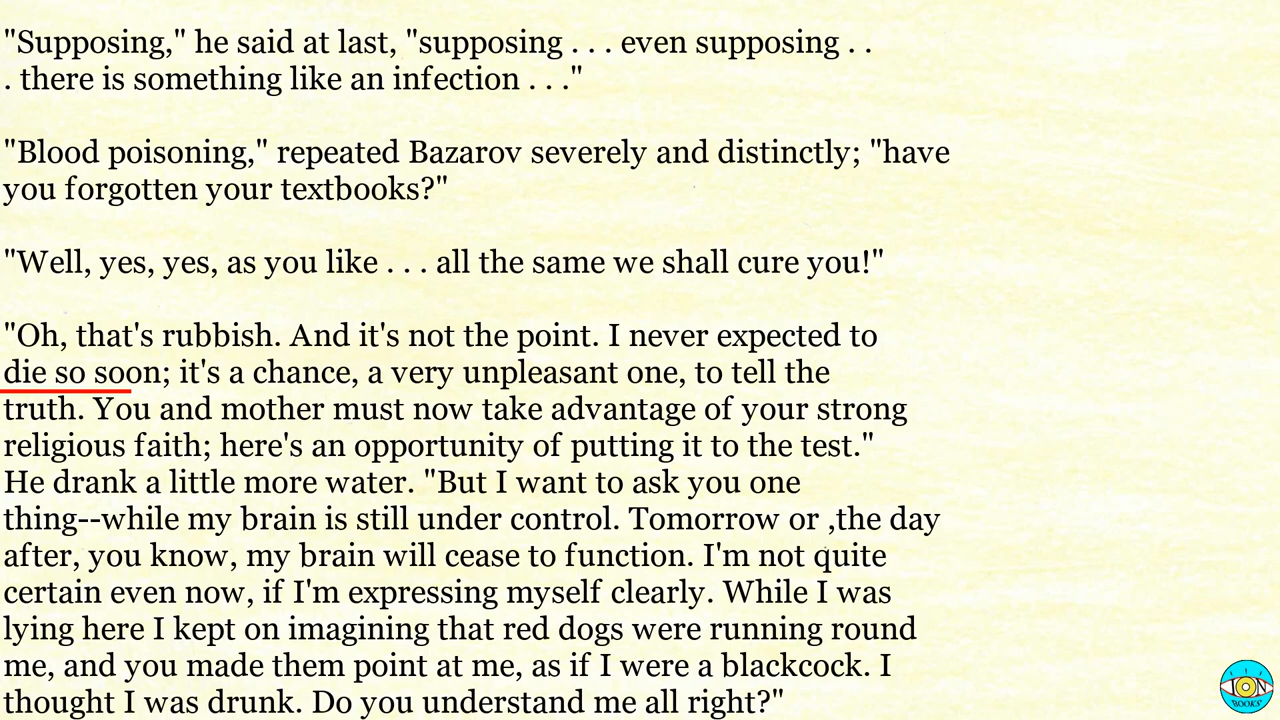 "Supposing," he said at last, "supposing . . . even supposing . .
. there is something like an infection . . ."
"Blood poisoning," repeated Bazarov severely and distinctly; "have
you forgotten your textbooks?"
"Well, yes, yes, as you like . . . all the same we shall cure you!"
"Oh, that's rubbish. And it's not the point. I never expected to
die so soon; it's a chance, a very unpleasant one, to tell the
truth. You and mother must now take advantage of your strong
religious faith; here's an opportunity of putting it to the test."
He drank a little more water. "But I want to ask you one
thing--while my brain is still under control. Tomorrow or ,the day
after, you know, my brain will cease to function. I'm not quite
certain even now, if I'm expressing myself clearly. While I was
lying here I kept on imagining that red dogs were running round
me, and you made them point at me, as if I were a blackcock. I
thought I was drunk. Do you understand me all right?"
ION
BOOKS